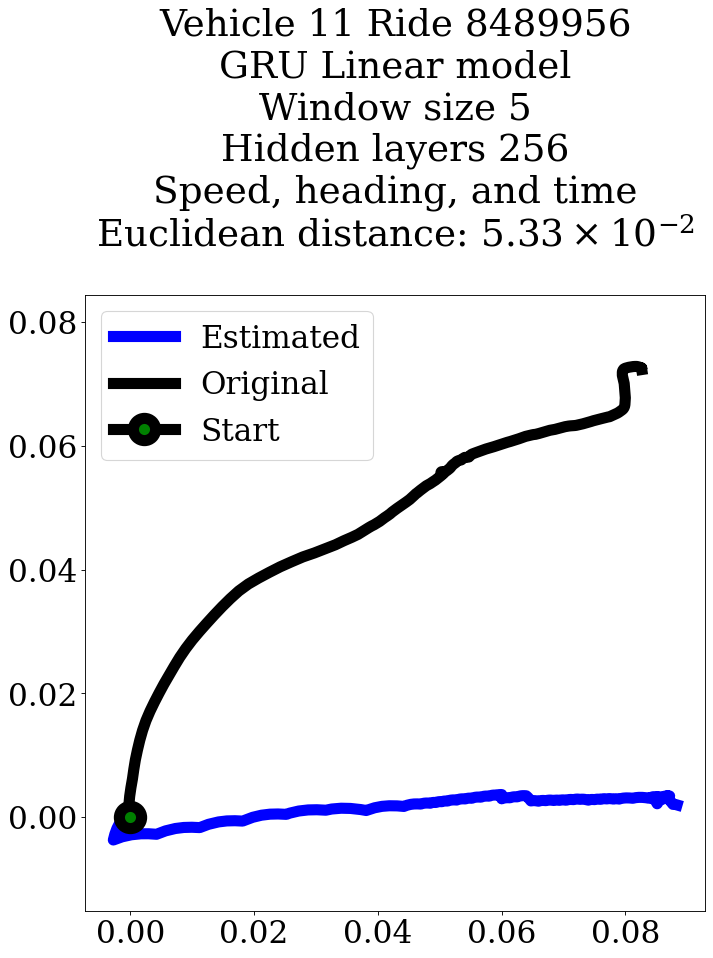 Vehicle 11 Ride 8489956
GRU Linear model
Window size 5
Hidden layers 256
Speed, heading, and time
Euclidean distance: 5.33 × 10⁻²
Estimated
Original
Start
0.08
0.06
0.04
0.02
0.00
0.00 0.02 0.04 0.06 0.08